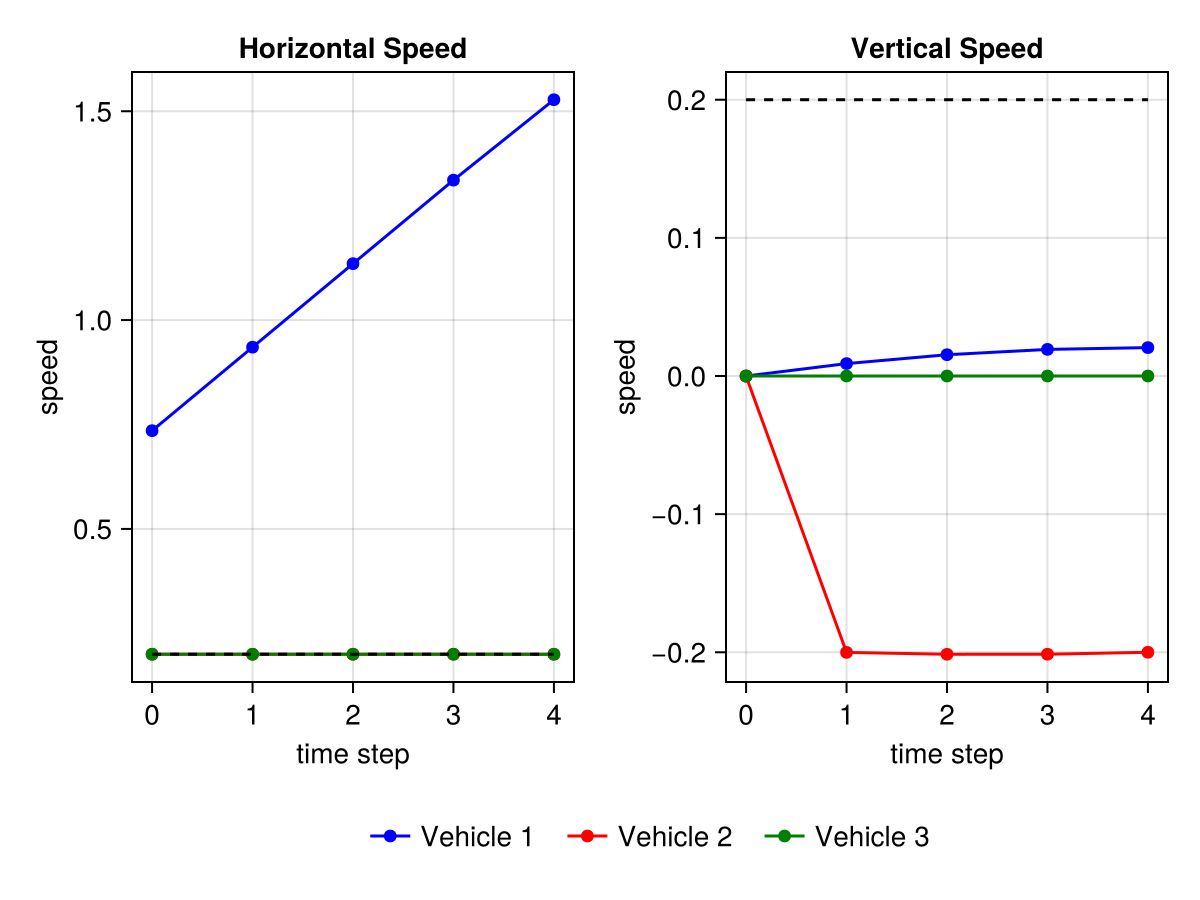 Horizontal Speed
1.5
1.0
0.5
speed
0 1 2 3 4
time step
Vertical Speed
0.2
0.1
0.0
−0.1
−0.2
speed
0 1 2 3 4
time step
Vehicle 1 Vehicle 2 Vehicle 3